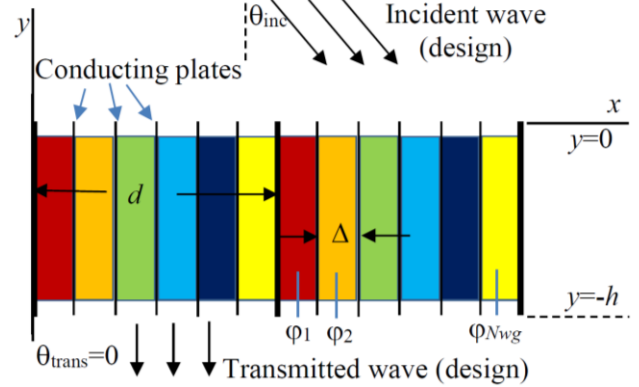 y
θinc
Incident wave
(design)
Conducting plates
x
y=0
d
Δ
y=-h
φ1
φ2
φNwg
θtrans=0
Transmitted wave (design)